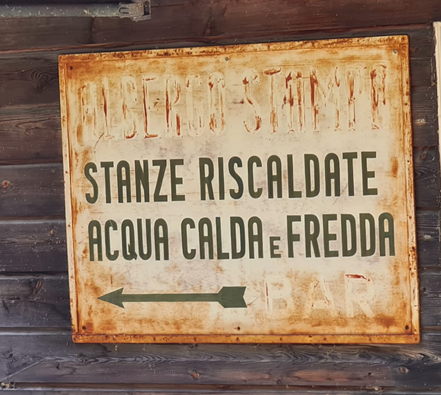 ALBERGO
STANZE RISCALDATE
ACQUA CALDA E FREDDA
BAR